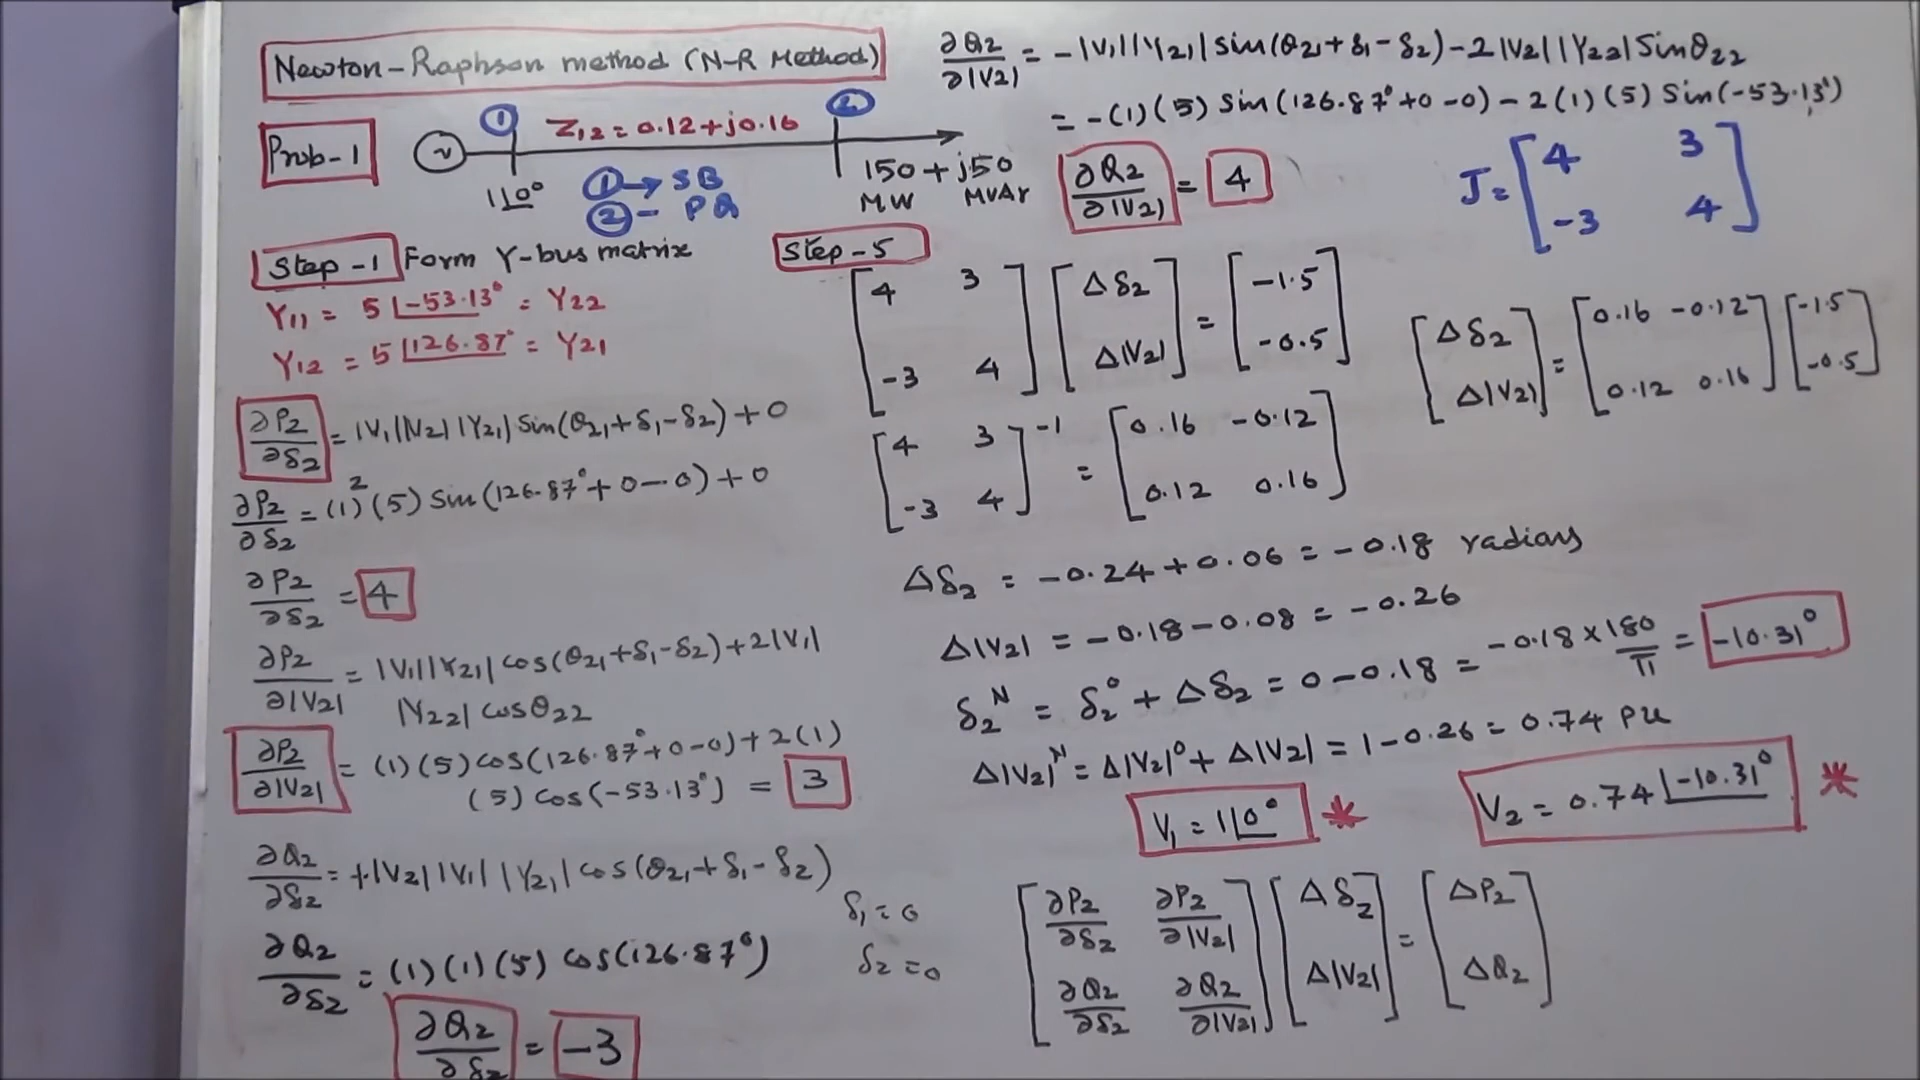 Newton-Raphson method (N-R Method)
Prob-1
① Z12 = 0.12+j0.16 ②
1∠0°
①→ SB
②- PQ
150 + j50
MW MVAr
Step-1 Form Y-bus matrix
Y11 = 5∠-53.13° = Y22
Y12 = 5∠126.87° = Y21
∂P2/∂δ2 = |V1||V2||Y21| sin(θ21+δ1-δ2)+0
∂P2/∂δ2 = (1)²(5) Sin(126.87°+0-0)+0
∂P2/∂δ2 = 4
∂P2/∂|V2| = |V1||Y21| cos(θ21+δ1-δ2)+2|V1|
|Y22| cosθ22
∂P2/∂|V2| = (1)(5)cos(126.87°+0-0)+2(1)
(5) cos(-53.13°) = 3
∂Q2/∂δ2 = +|V2||V1||Y21| cos(θ21+δ1-δ2)
δ1=0
δ2=0
∂Q2/∂δ2 = (1)(1)(5) cos(126.87°)
∂Q2/∂δ2 = -3
∂Q2/∂|V2| = -|V1||Y21| sin(θ21+δ1-δ2)-2|V2||Y22|Sinθ22
= -(1)(5) Sin(126.87°+0-0)-2(1)(5) Sin(-53.13°)
∂Q2/∂|V2| = 4
J = [4 3
-3 4]
Step-5
[4 3 [Δδ2 = [-1.5
-3 4] Δ|V2|] -0.5]
[4 3 -1 = [0.16 -0.12
-3 4] 0.12 0.16]
[Δδ2 = [0.16 -0.12] [-1.5
Δ|V2|] 0.12 0.16] -0.5]
Δδ2 = -0.24+0.06 = -0.18 radians
Δ|V2| = -0.18-0.08 = -0.26
δ2^N = δ2^0 + Δδ2 = 0-0.18 = -0.18×180/π = -10.31°
Δ|V2|^N = Δ|V2|^0 + Δ|V2| = 1-0.26 = 0.74 pu
V1 = 1∠0° *
V2 = 0.74∠-10.31° *
[∂P2/∂δ2 ∂P2/∂|V2| [Δδ2 = [ΔP2
∂Q2/∂δ2 ∂Q2/∂|V2|] Δ|V2|] ΔQ2]